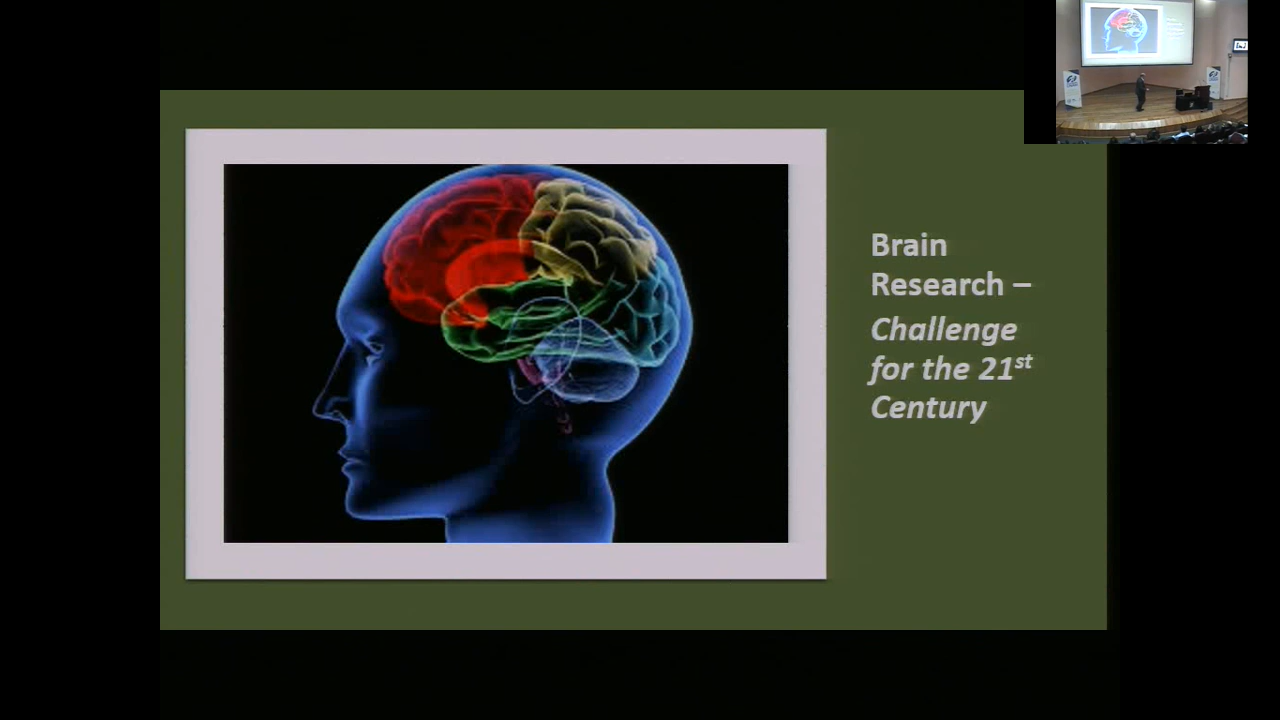 Brain
Research –
Challenge
for the 21st
Century